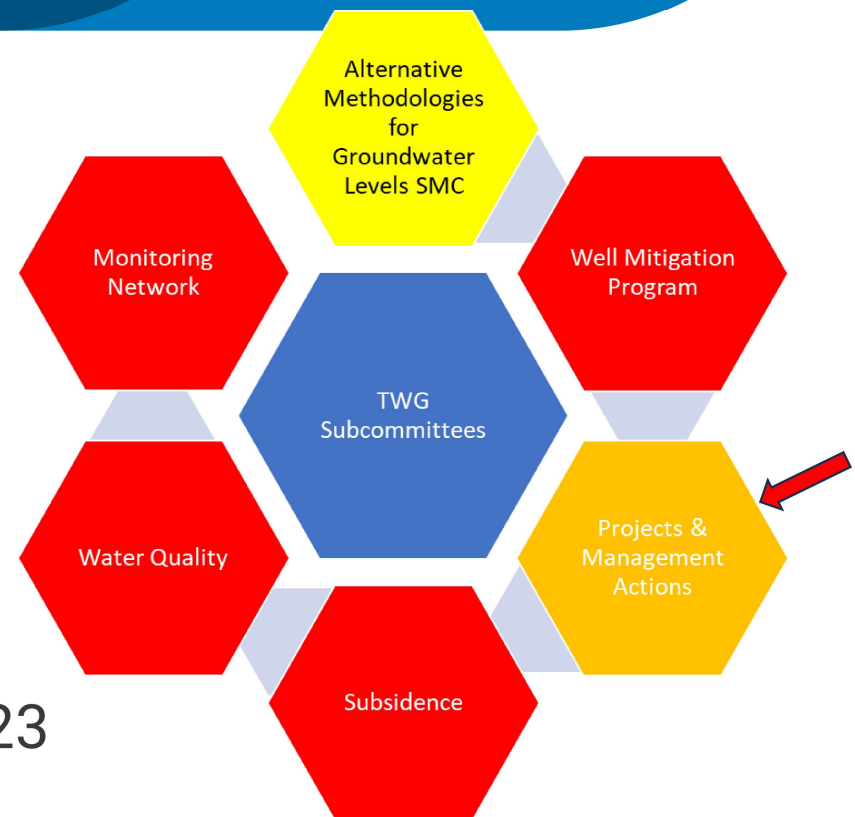 Alternative
Methodologies
for
Groundwater
Levels SMC
Monitoring
Network
Well Mitigation
Program
TWG
Subcommittees
Water Quality
Projects &
Management
Actions
Subsidence
23